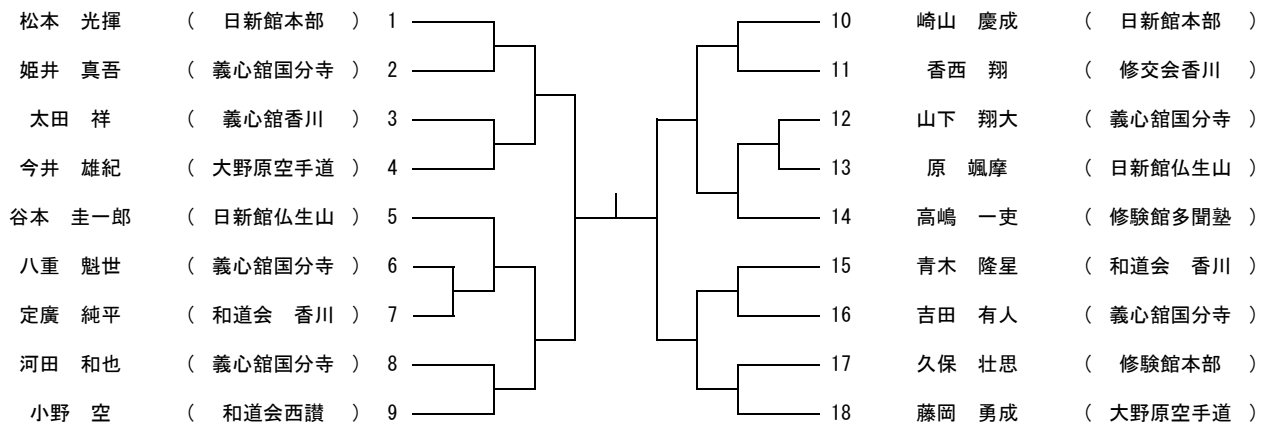 松本　光揮 （ 日新館本部 ） 1
姫井　真吾 （ 義心舘国分寺 ） 2
太田　祥 （ 義心舘香川 ） 3
今井　雄紀 （ 大野原空手道 ） 4
谷本　圭一郎 （ 日新館仏生山 ） 5
八重　魁世 （ 義心舘国分寺 ） 6
定廣　純平 （ 和道会　香川 ） 7
河田　和也 （ 義心舘国分寺 ） 8
小野　空 （ 和道会西讃 ） 9
10 崎山　慶成 （ 日新館本部 ）
11 香西　翔 （ 修交会香川 ）
12 山下　翔大 （ 義心舘国分寺 ）
13 原　颯摩 （ 日新館仏生山 ）
14 高嶋　一吏 （ 修験館多聞塾 ）
15 青木　隆星 （ 和道会　香川 ）
16 吉田　有人 （ 義心舘国分寺 ）
17 久保　壮思 （ 修験館本部 ）
18 藤岡　勇成 （ 大野原空手道 ）